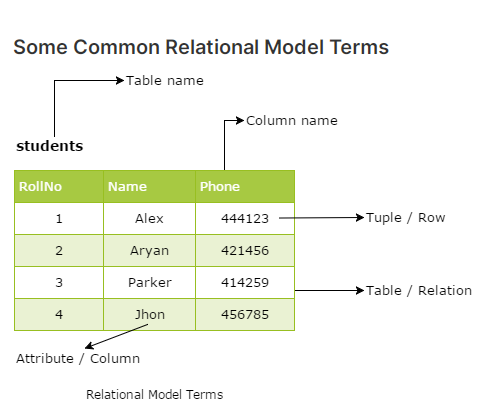 Some Common Relational Model Terms
Table name
Column name
students
RollNo Name Phone
1 Alex 444123
Tuple / Row
2 Aryan 421456
3 Parker 414259
Table / Relation
4 Jhon 456785
Attribute / Column
Relational Model Terms